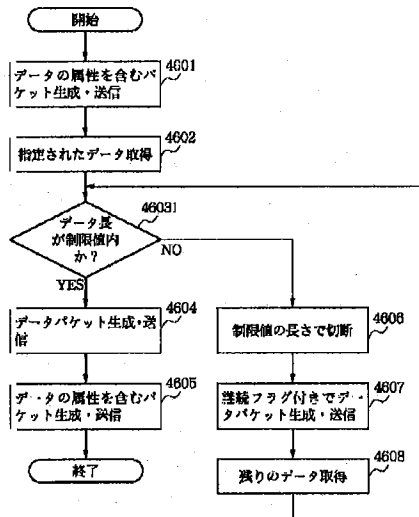 開始
4601
データの属性を含むパ
ケット生成・送信
4602
指定されたデータ取得
46031
データ長
が制限値内
か?
NO
YES
4604
データパケット生成・送
信
4606
制限値の長さで切断
4605
データの属性を含むパ
ケット生成・送信
4607
継続フラグ付きでデー
タパケット生成・送信
終了
4608
残りのデータ取得